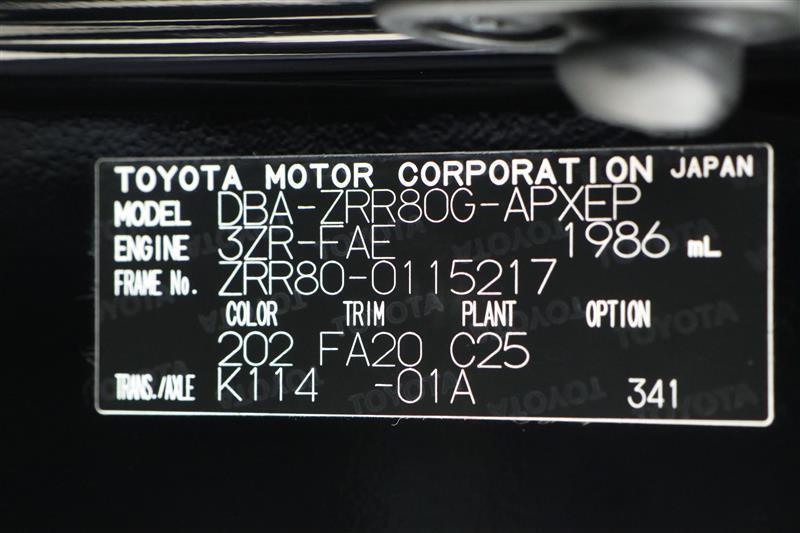 TOYOTA MOTOR CORPORATION JAPAN
MODEL DBA-ZRR80G-APXEP
ENGINE 3ZR-FAE 1986 mL
FRAME No. ZRR80-0115217
COLOR TRIM PLANT OPTION
202 FA20 C25
TRANS./AXLE K114 -01A 341